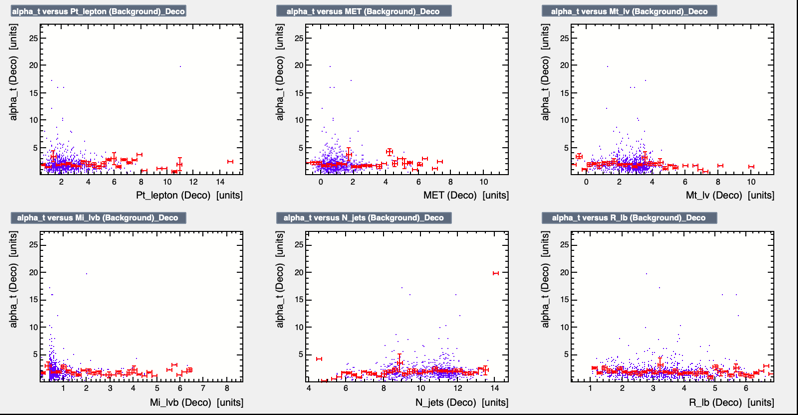 alpha_t versus Pt_lepton (Background)_Deco
alpha_t versus MET (Background)_Deco
alpha_t versus Mt_lv (Background)_Deco
alpha_t (Deco) [units]
25
20
15
10
5
2 4 6 8 10 12 14
Pt_lepton (Deco) [units]
alpha_t (Deco) [units]
25
20
15
10
5
0 2 4 6 8 10
MET (Deco) [units]
alpha_t (Deco) [units]
25
20
15
10
5
0 2 4 6 8 10
Mt_lv (Deco) [units]
alpha_t versus Mi_lvb (Background)_Deco
alpha_t versus N_jets (Background)_Deco
alpha_t versus R_lb (Background)_Deco
alpha_t (Deco) [units]
25
20
15
10
5
1 2 3 4 5 6 7 8
Mi_lvb (Deco) [units]
alpha_t (Deco) [units]
25
20
15
10
5
4 6 8 10 12 14
N_jets (Deco) [units]
alpha_t (Deco) [units]
25
20
15
10
5
1 2 3 4 5 6
R_lb (Deco) [units]